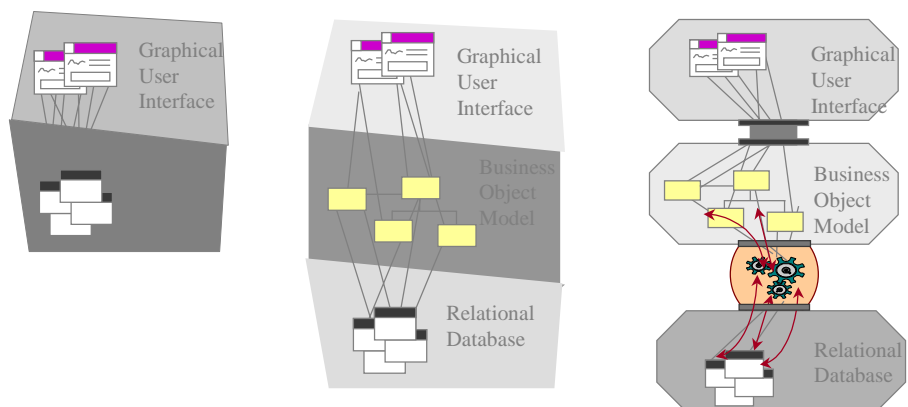 Graphical
User
Interface
Graphical
User
Interface
Business
Object
Model
Relational
Database
Graphical
User
Interface
Business
Object
Model
Relational
Database